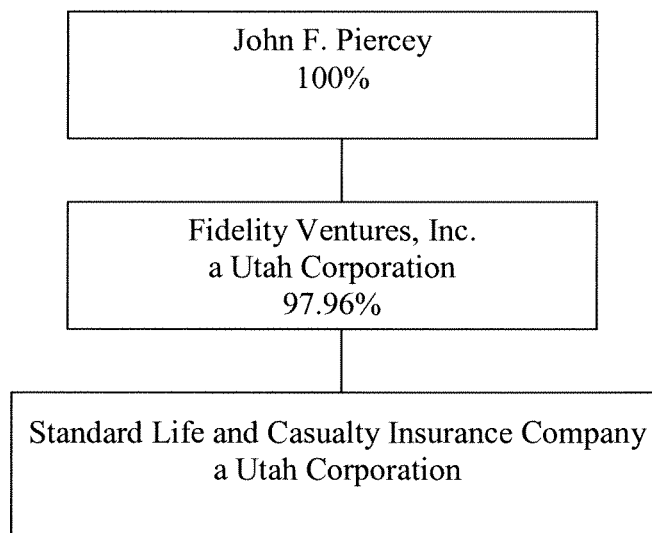 John F. Piercey
100%
Fidelity Ventures, Inc.
a Utah Corporation
97.96%
Standard Life and Casualty Insurance Company
a Utah Corporation